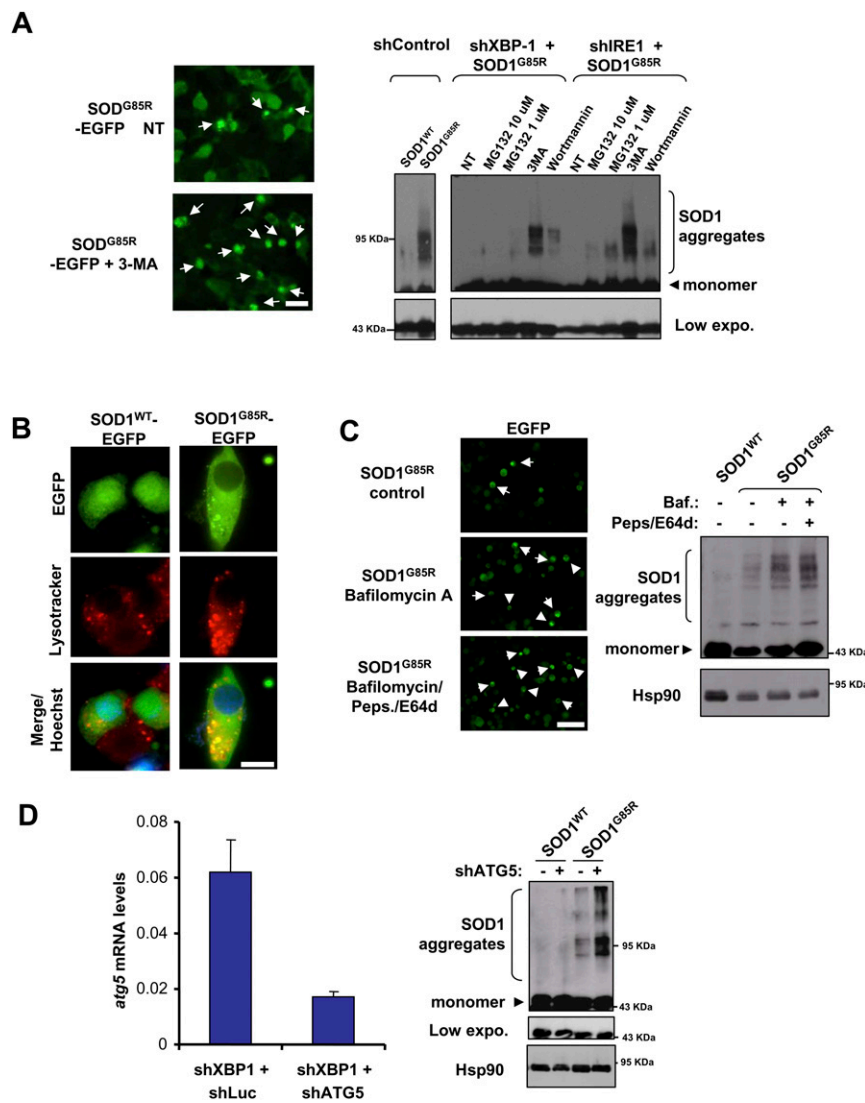 A
SOD^G85R
-EGFP NT
SOD^G85R
-EGFP + 3-MA
shControl
shXBP-1 +
SOD1^G85R
shIRE1 +
SOD1^G85R
SOD1^WT
SOD1^G85R
NT
MG132 10 uM
MG132 1 uM
3MA
Wortmannin
NT
MG132 10 uM
MG132 1 uM
3MA
Wortmannin
95 KDa
SOD1
aggregates
monomer
43 KDa
Low expo.
B
SOD1^WT-
EGFP
SOD1^G85R-
EGFP
EGFP
Lysotracker
Merge/
Hoechst
C
EGFP
SOD1^G85R
control
SOD1^G85R
Bafilomycin A
SOD1^G85R
Bafilomycin/
Peps./E64d
SOD1^WT
SOD1^G85R
Baf.: - - + +
Peps/E64d: - - - +
SOD1
aggregates
monomer
43 KDa
95 KDa
Hsp90
D
atg5 mRNA levels
0.08
0.06
0.04
0.02
0
shXBP1 +
shLuc
shXBP1 +
shATG5
SOD1^WT
SOD1^G85R
shATG5: - + - +
SOD1
aggregates
95 KDa
monomer
43 KDa
Low expo.
43 KDa
Hsp90
95 KDa